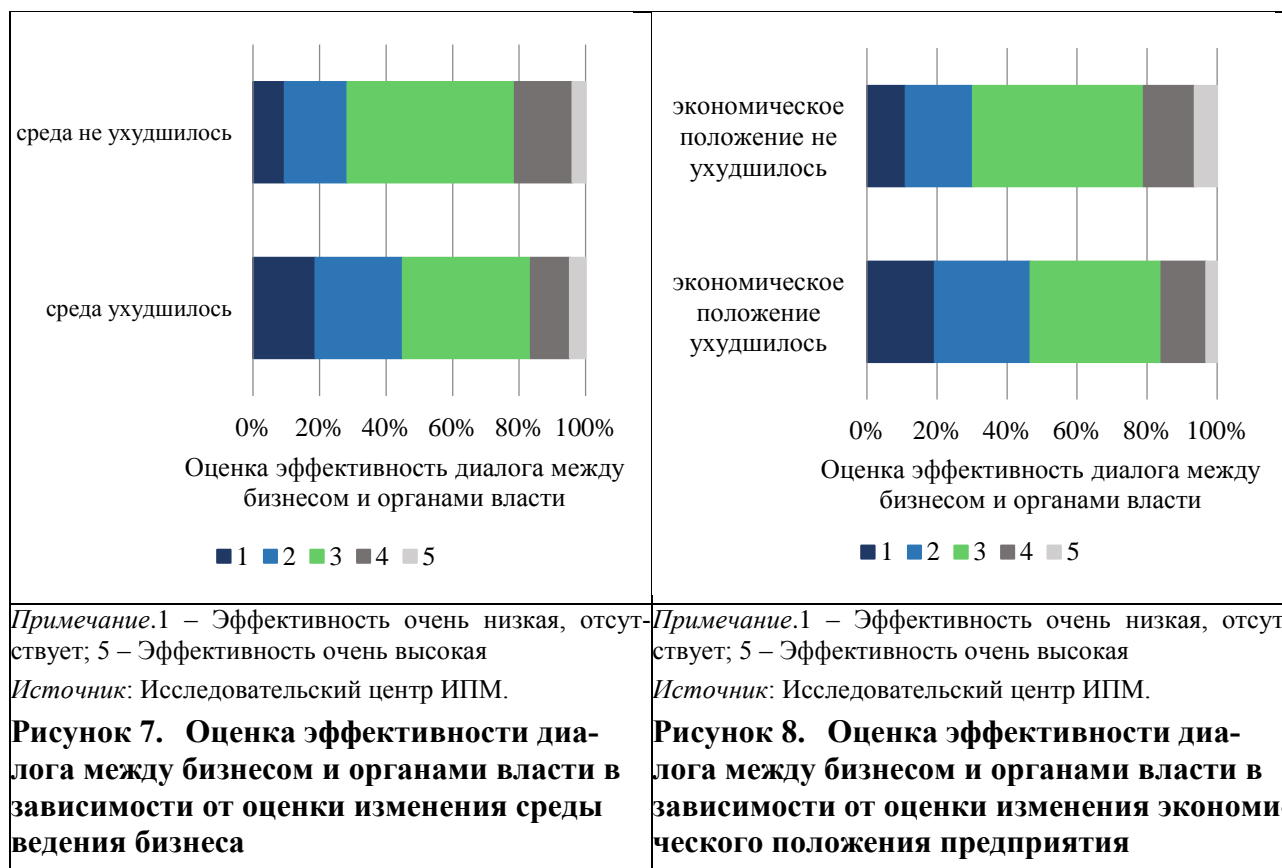 среда не ухудшилось
среда ухудшилось
0% 20% 40% 60% 80% 100%
Оценка эффективность диалога между
бизнесом и органами власти
1 2 3 4 5
экономическое
положение не
ухудшилось
экономическое
положение
ухудшилось
0% 20% 40% 60% 80% 100%
Оценка эффективность диалога между
бизнесом и органами власти
1 2 3 4 5
Примечание.1 – Эффективность очень низкая, отсут-
ствует; 5 – Эффективность очень высокая
Источник: Исследовательский центр ИПМ.
Рисунок 7. Оценка эффективности диа-
лога между бизнесом и органами власти в
зависимости от оценки изменения среды
ведения бизнеса
Примечание.1 – Эффективность очень низкая, отсут
ствует; 5 – Эффективность очень высокая
Источник: Исследовательский центр ИПМ.
Рисунок 8. Оценка эффективности диа-
лога между бизнесом и органами власти в
зависимости от оценки изменения экономи-
ческого положения предприятия